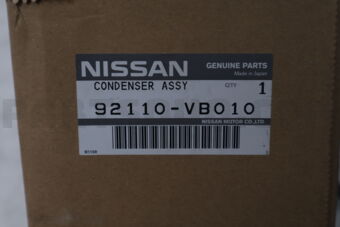 NISSAN
GENUINE PARTS
Made in Japan
CONDENSER ASSY
QTY
1
92110-VB010
NISSAN MOTOR CO.,LTD.